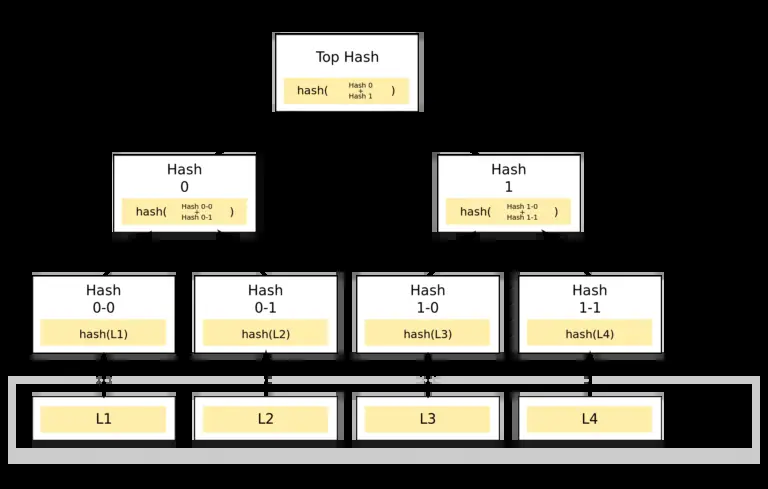 Top Hash
hash( Hash 0 + Hash 1 )
Hash
0
hash( Hash 0-0 + Hash 0-1 )
Hash
1
hash( Hash 1-0 + Hash 1-1 )
Hash
0-0
hash(L1)
Hash
0-1
hash(L2)
Hash
1-0
hash(L3)
Hash
1-1
hash(L4)
L1
L2
L3
L4